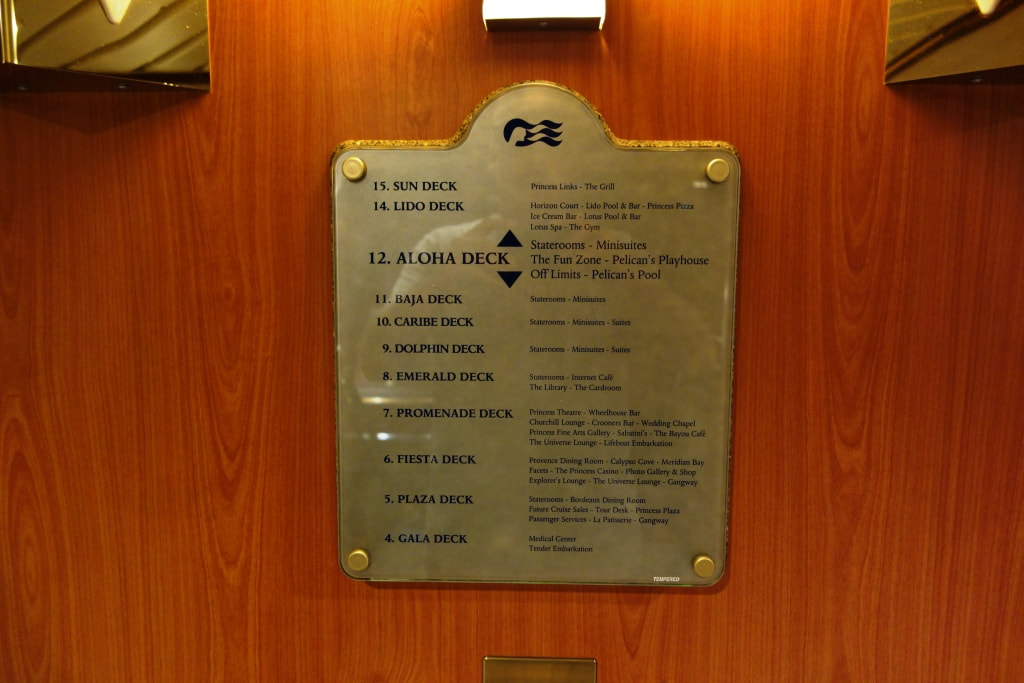 15. SUN DECK Princess Links - The Grill
14. LIDO DECK Horizon Court - Lido Pool & Bar - Princess Pizza
Ice Cream Bar - Lotus Pool & Bar
Lotus Spa - The Gym
12. ALOHA DECK Staterooms - Minisuites
The Fun Zone - Pelican's Playhouse
Off Limits - Pelican's Pool
11. BAJA DECK Staterooms - Minisuites
10. CARIBE DECK Staterooms - Minisuites - Suites
9. DOLPHIN DECK Staterooms - Minisuites - Suites
8. EMERALD DECK Staterooms - Internet Café
The Library - The Cardroom
7. PROMENADE DECK Princess Theatre - Wheelhouse Bar
Churchill Lounge - Crooners Bar - Wedding Chapel
Princess Fine Arts Gallery - Sabatini's - The Bayou Café
The Universe Lounge - Lifeboat Embarkation
6. FIESTA DECK Provence Dining Room - Calypso Cove - Meridian Bay
Facets - The Princess Casino - Photo Gallery & Shop
Explorer's Lounge - The Universe Lounge - Gangway
5. PLAZA DECK Staterooms - Bordeaux Dining Room
Future Cruise Sales - Tour Desk - Princess Plaza
Passenger Services - La Patisserie - Gangway
4. GALA DECK Medical Center
Tender Embarkation
TEMPERED